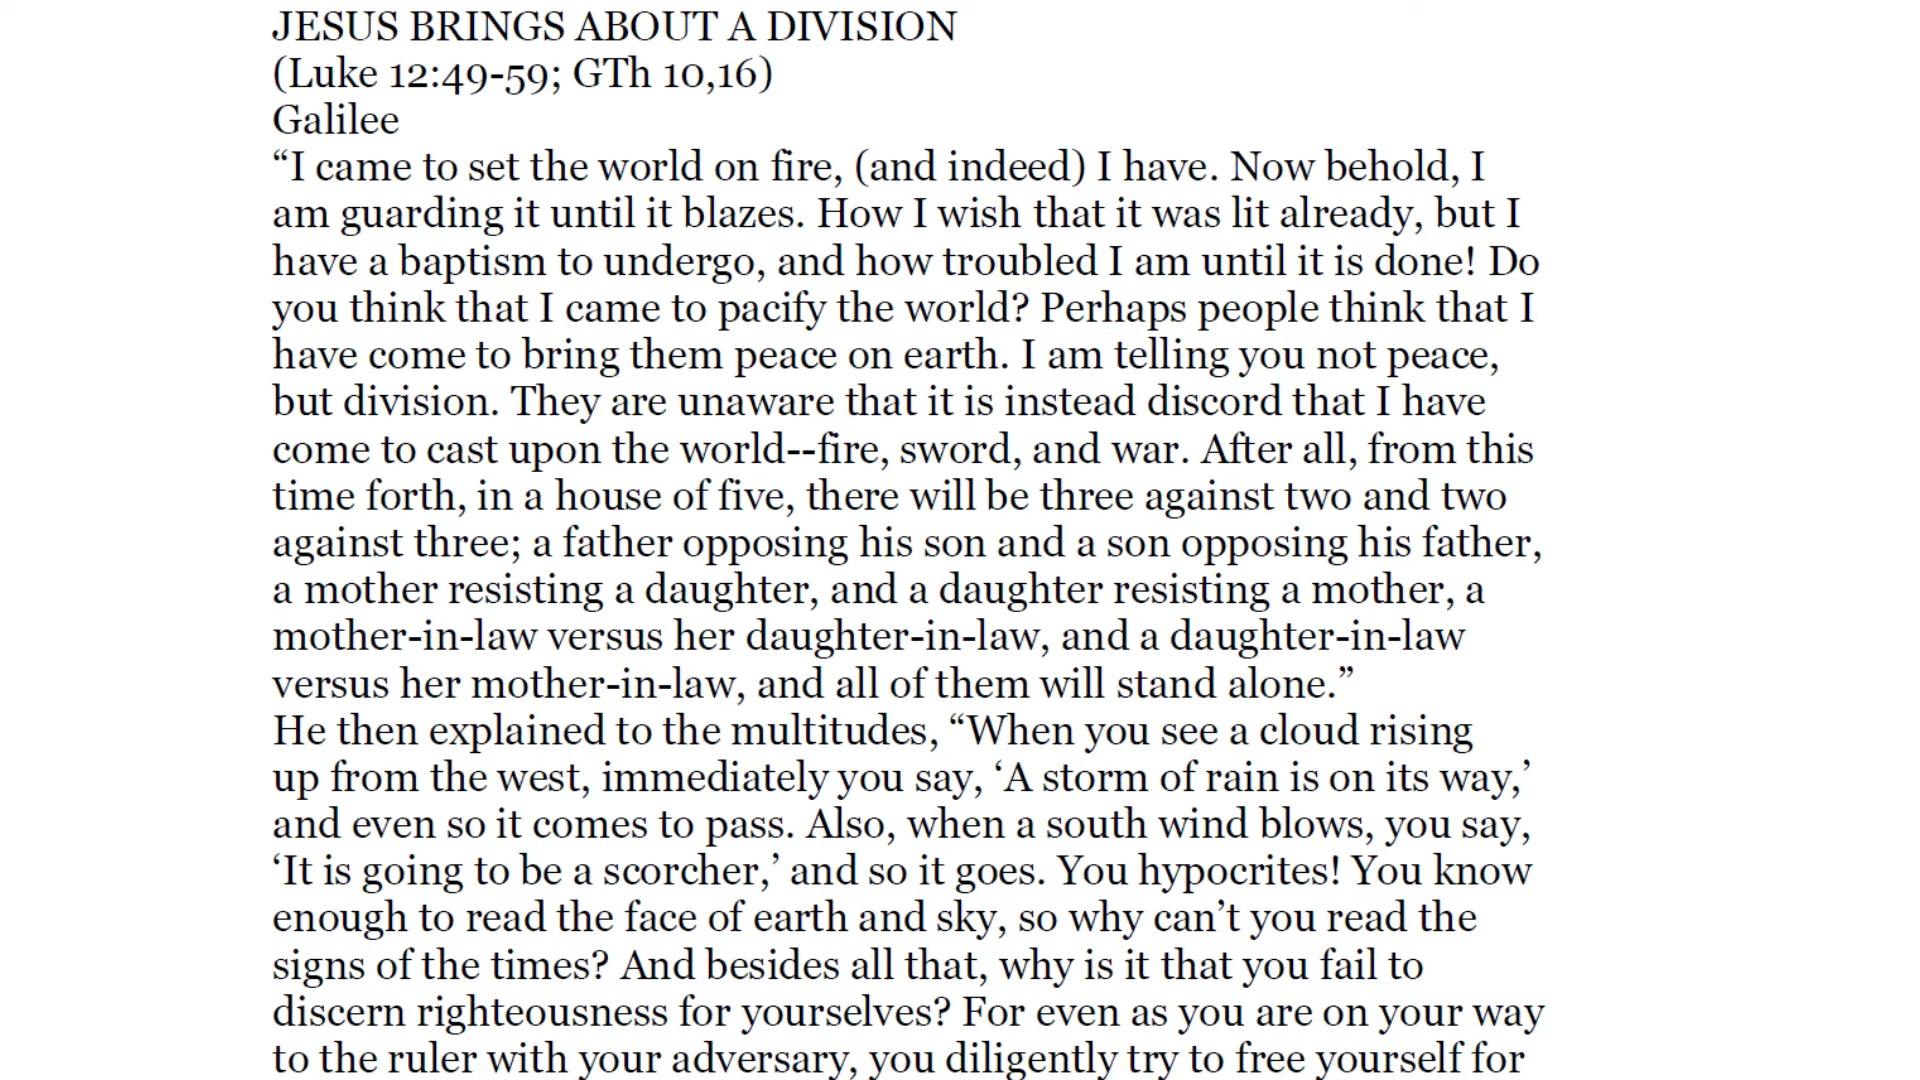 JESUS BRINGS ABOUT A DIVISION
(Luke 12:49-59; GTh 10,16)
Galilee
“I came to set the world on fire, (and indeed) I have. Now behold, I
am guarding it until it blazes. How I wish that it was lit already, but I
have a baptism to undergo, and how troubled I am until it is done! Do
you think that I came to pacify the world? Perhaps people think that I
have come to bring them peace on earth. I am telling you not peace,
but division. They are unaware that it is instead discord that I have
come to cast upon the world--fire, sword, and war. After all, from this
time forth, in a house of five, there will be three against two and two
against three; a father opposing his son and a son opposing his father,
a mother resisting a daughter, and a daughter resisting a mother, a
mother-in-law versus her daughter-in-law, and a daughter-in-law
versus her mother-in-law, and all of them will stand alone.”
He then explained to the multitudes, “When you see a cloud rising
up from the west, immediately you say, ‘A storm of rain is on its way,’
and even so it comes to pass. Also, when a south wind blows, you say,
‘It is going to be a scorcher,’ and so it goes. You hypocrites! You know
enough to read the face of earth and sky, so why can’t you read the
signs of the times? And besides all that, why is it that you fail to
discern righteousness for yourselves? For even as you are on your way
to the ruler with your adversary, you diligently try to free yourself for